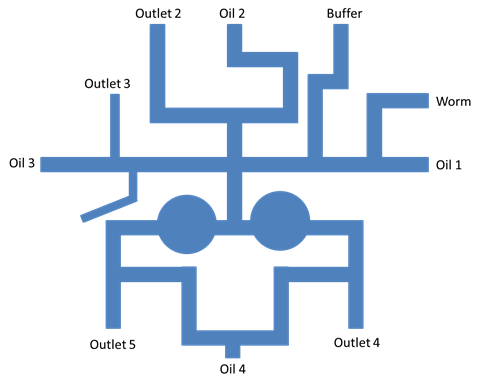 Outlet 2
Oil 2
Buffer
Outlet 3
Worm
Oil 3
Oil 1
Outlet 5
Outlet 4
Oil 4